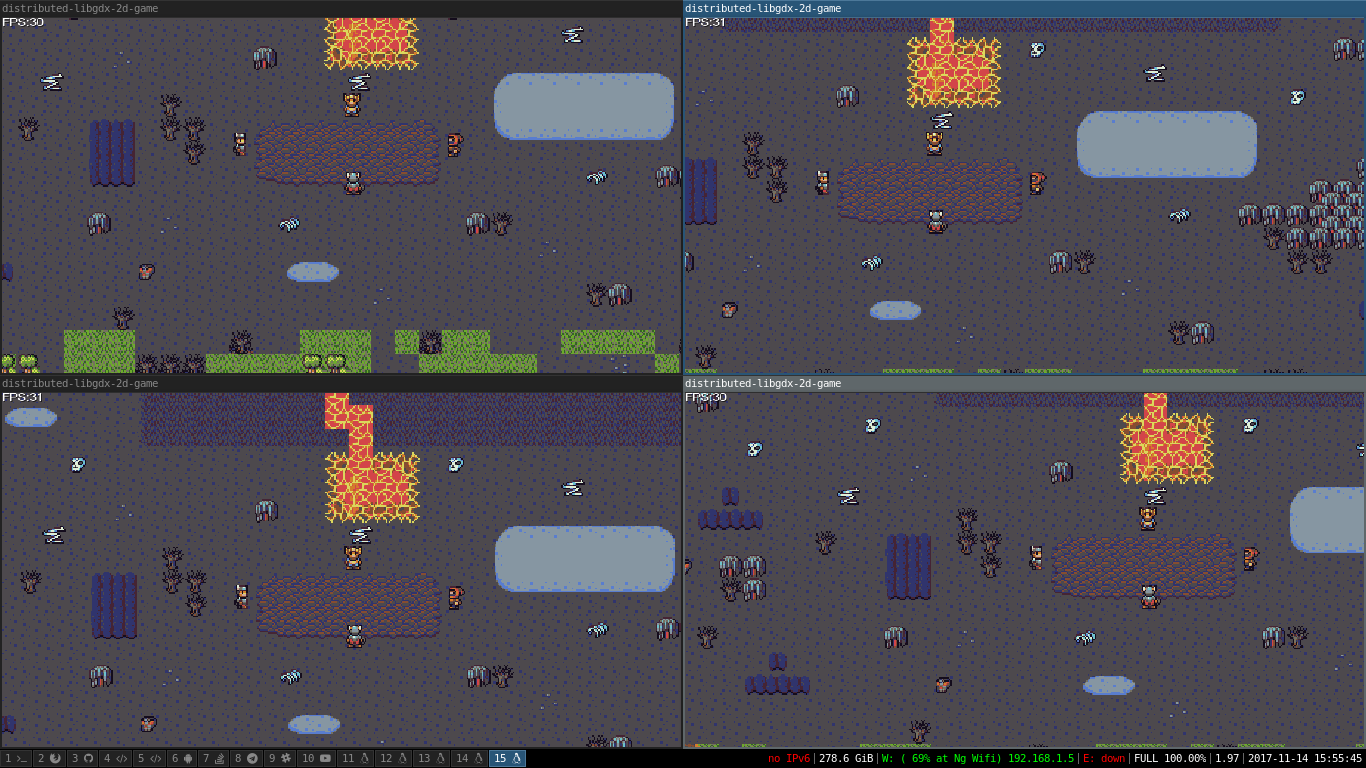 distributed-libgdx-2d-game
FPS:30
distributed-libgdx-2d-game
FPS:31
distributed-libgdx-2d-game
FPS:31
distributed-libgdx-2d-game
FPS:30
1 >_ 2 3 4 </> 5 </> 6 7 8 9 10 11 12 13 14 15
no IPv6|278.6 GiB|W: ( 69% at Ng Wifi) 192.168.1.5|E: down|FULL 100.00%|1.97|2017-11-14 15:55:45